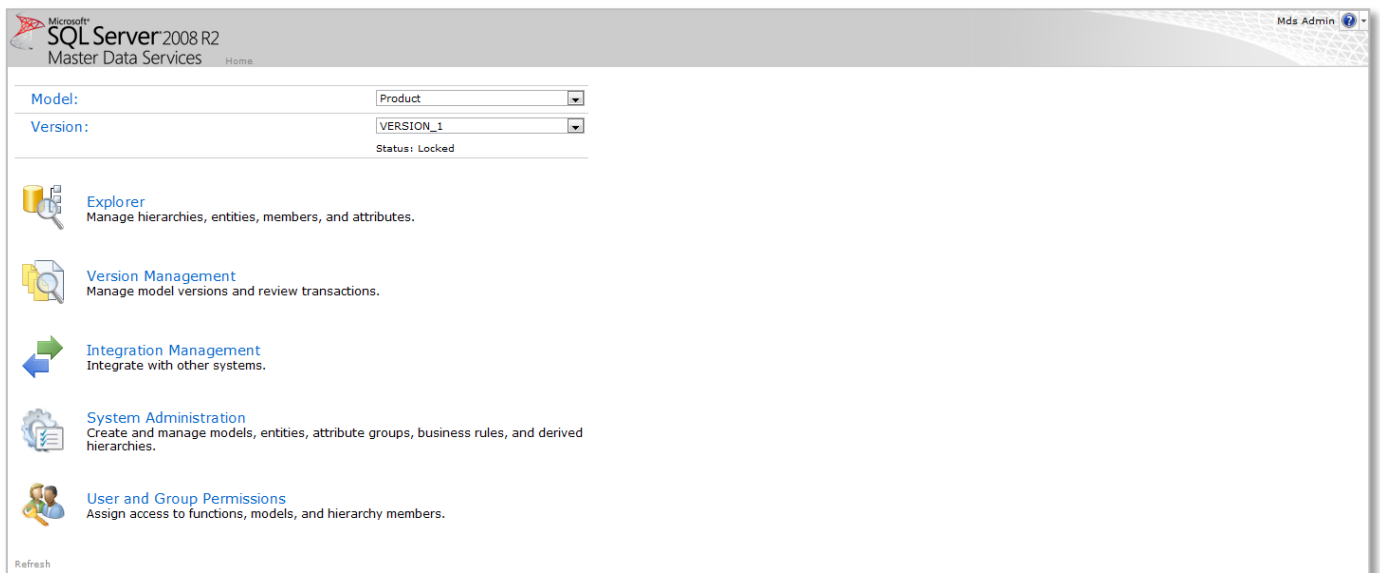 Microsoft®
SQL Server® 2008 R2
Master Data Services Home
Mds Admin ?
Model: Product
Version: VERSION_1
Status: Locked
Explorer
Manage hierarchies, entities, members, and attributes.
Version Management
Manage model versions and review transactions.
Integration Management
Integrate with other systems.
System Administration
Create and manage models, entities, attribute groups, business rules, and derived
hierarchies.
User and Group Permissions
Assign access to functions, models, and hierarchy members.
Refresh